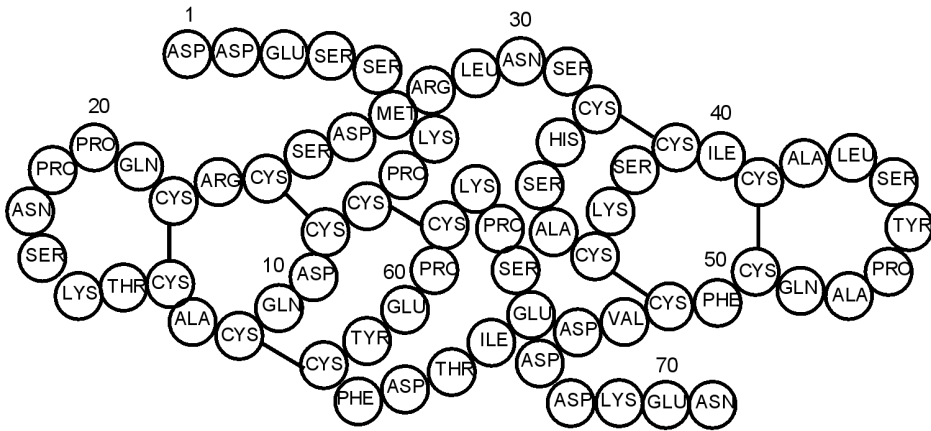 1
ASP ASP GLU SER SER
LYS PRO CYS CYS
10
ASP GLN CYS ALA CYS THR LYS SER ASN PRO
20
PRO GLN CYS ARG CYS SER ASP MET ARG LEU
30
ASN SER CYS HIS SER ALA CYS LYS SER CYS
40
ILE CYS ALA LEU SER TYR PRO ALA GLN CYS
50
PHE CYS VAL ASP ILE THR ASP PHE CYS TYR
60
GLU PRO CYS LYS PRO SER GLU ASP ASP LYS
70
GLU ASN